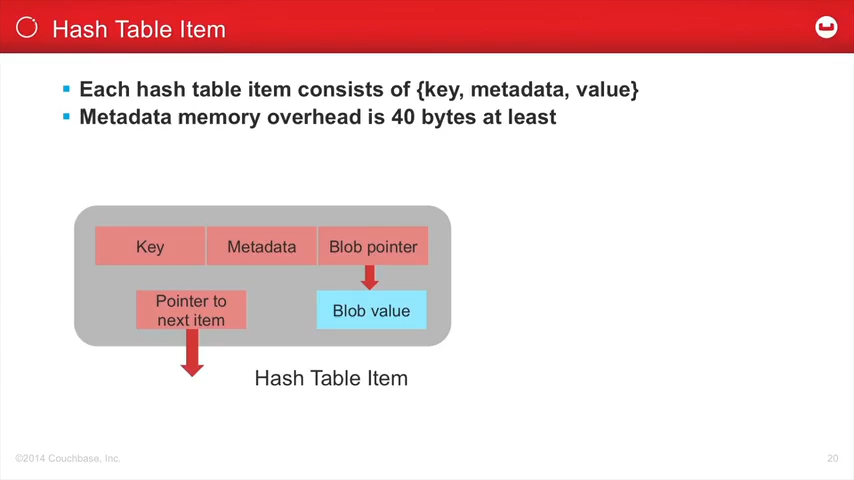 Hash Table Item
Each hash table item consists of {key, metadata, value}
Metadata memory overhead is 40 bytes at least
Key
Metadata
Blob pointer
Pointer to
next item
Blob value
Hash Table Item
©2014 Couchbase, Inc.
20